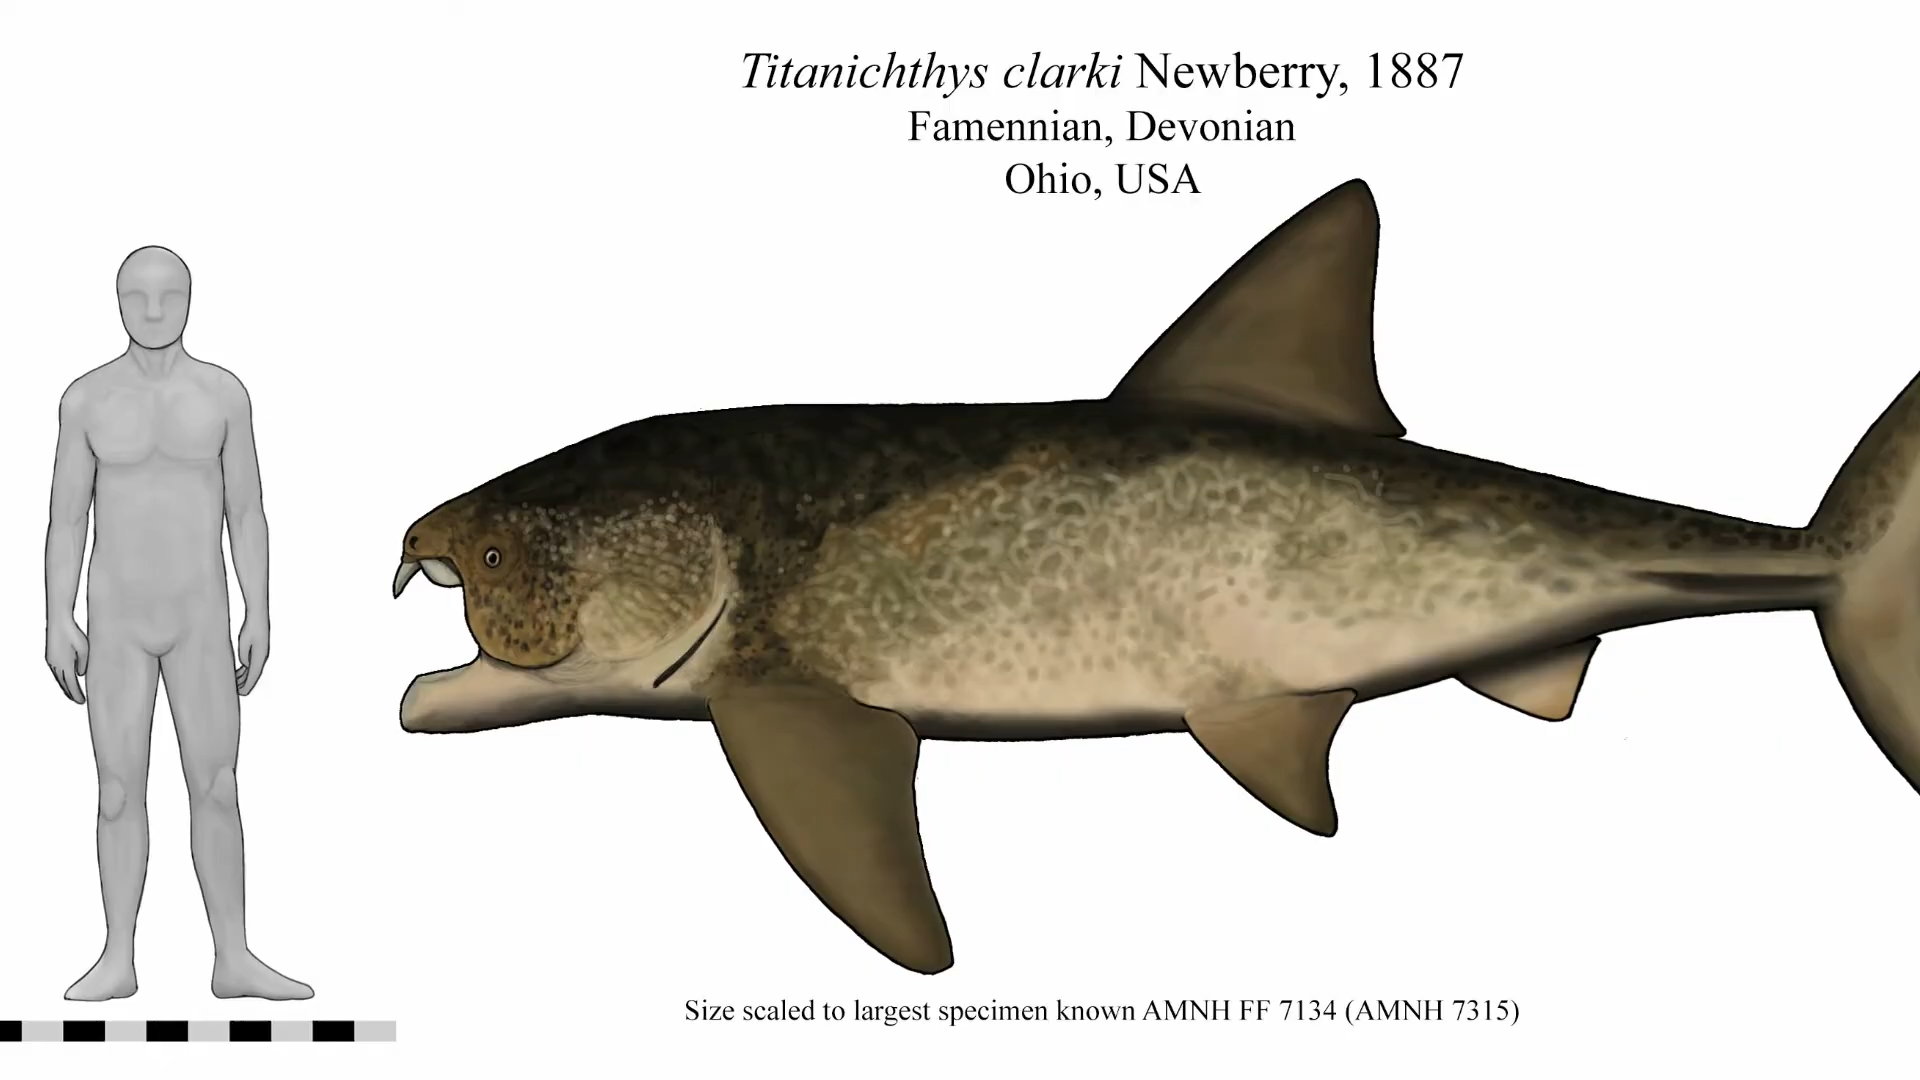 Titanichthys clarki Newberry, 1887
Famennian, Devonian
Ohio, USA
Size scaled to largest specimen known AMNH FF 7134 (AMNH 7315)